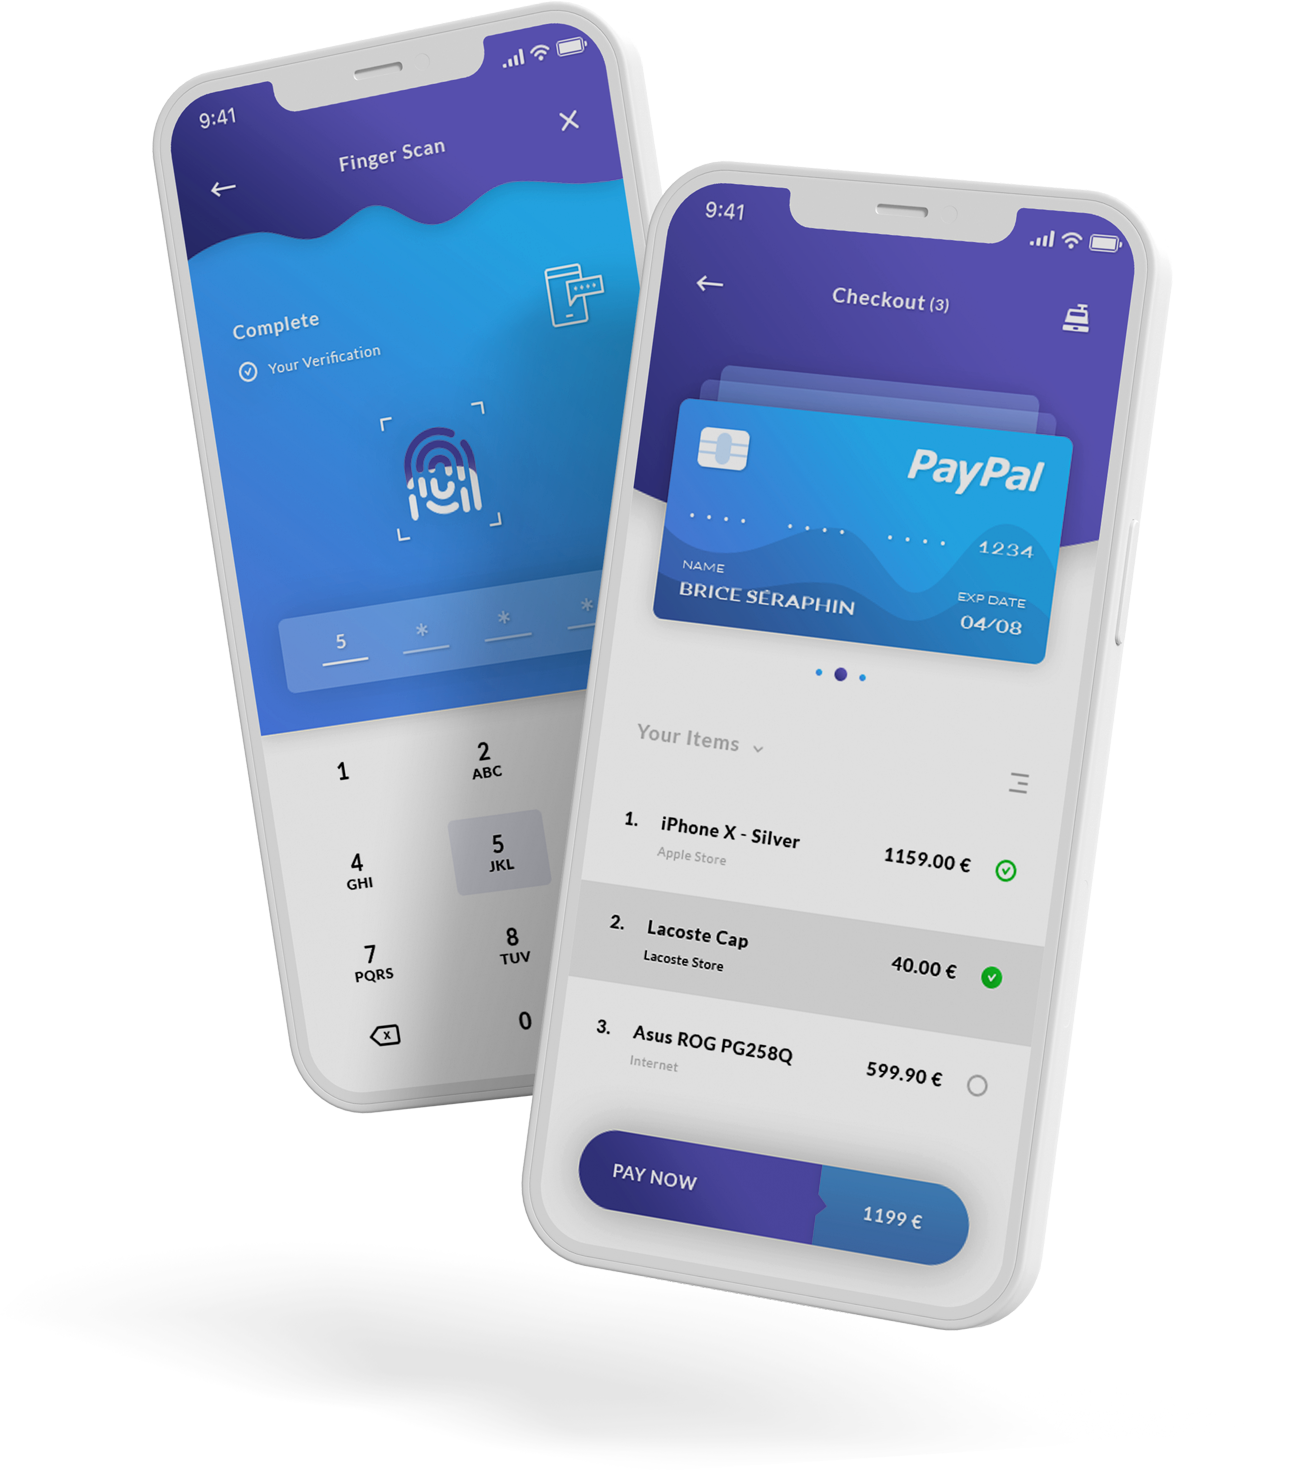 9:41
Finger Scan
Complete
Your Verification
5 * * *
1
2
ABC
4
GHI
5
JKL
7
PQRS
8
TUV
x
0
9:41
Checkout (3)
PayPal
•••• •••• •••• 1234
NAME
BRICE SÉRAPHIN
EXP DATE
04/08
Your Items
1. iPhone X - Silver 1159.00 €
Apple Store
2. Lacoste Cap 40.00 €
Lacoste Store
3. Asus ROG PG258Q 599.90 €
Internet
PAY NOW 1199 €